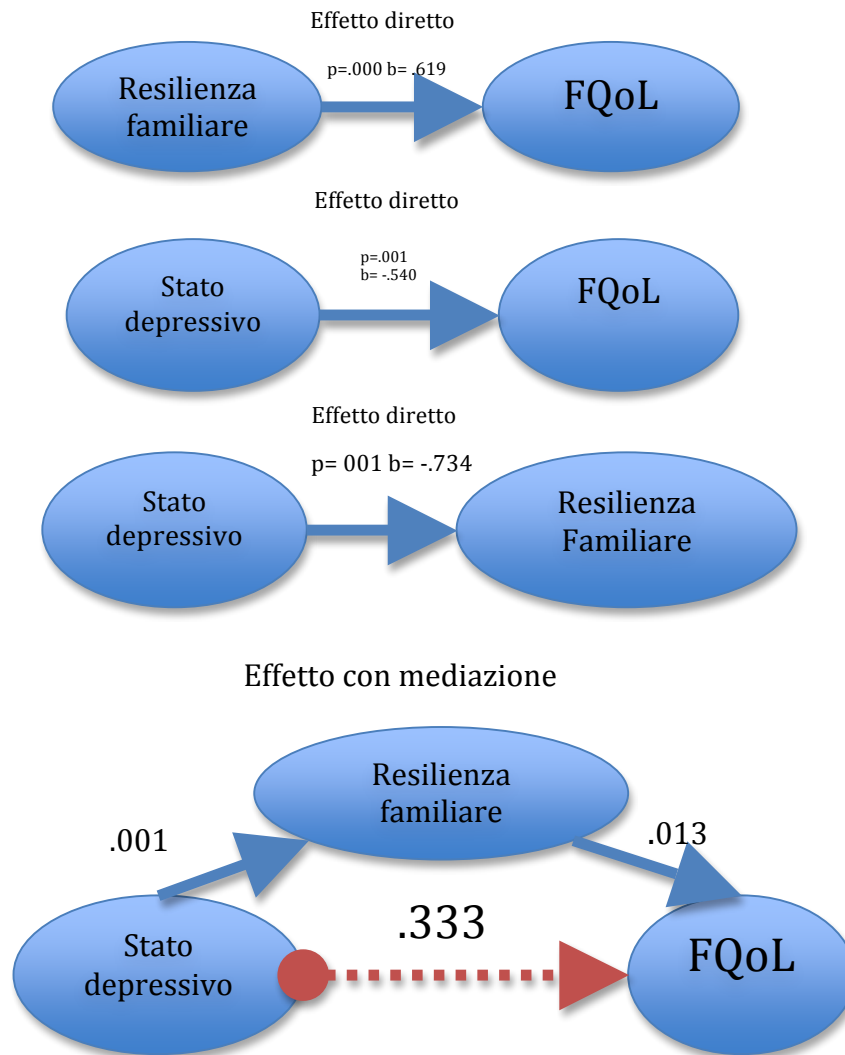 Effetto diretto
p=.000 b= .619
Resilienza
familiare
FQoL
Effetto diretto
p=.001
b= -.540
Stato
depressivo
FQoL
Effetto diretto
p= 001 b= -.734
Stato
depressivo
Resilienza
Familiare
Effetto con mediazione
Resilienza
familiare
.001
.013
.333
Stato
depressivo
FQoL